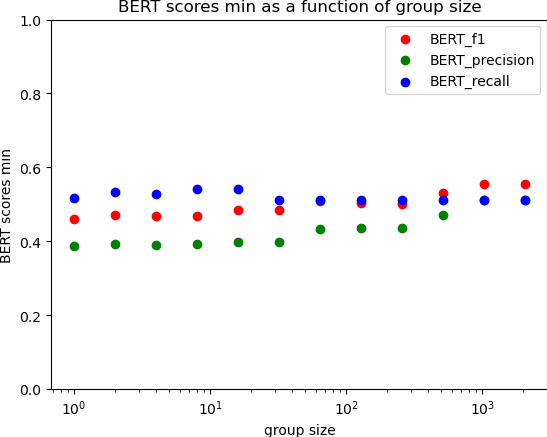 BERT scores min as a function of group size
BERT_f1
BERT_precision
BERT_recall
BERT scores min
1.0
0.8
0.6
0.4
0.2
0.0
10⁰
10¹
10²
10³
group size